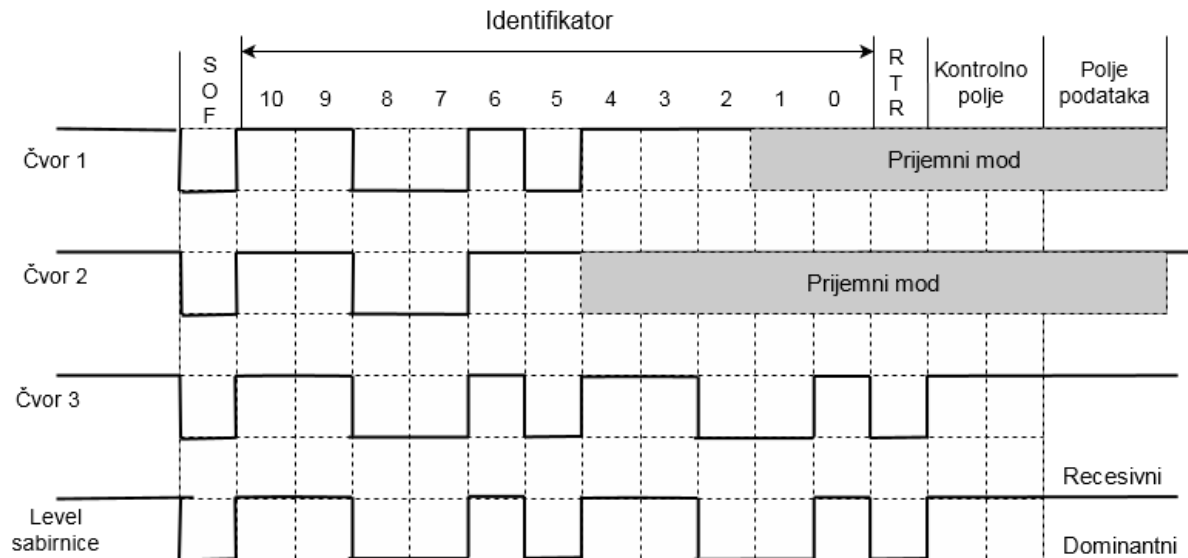 Identifikator
S
O
F
10 9 8 7 6 5 4 3 2 1 0
R
T
R
Kontrolno
polje
Polje
podataka
Čvor 1
Prijemni mod
Čvor 2
Prijemni mod
Čvor 3
Recesivni
Level
sabirnice
Dominantni